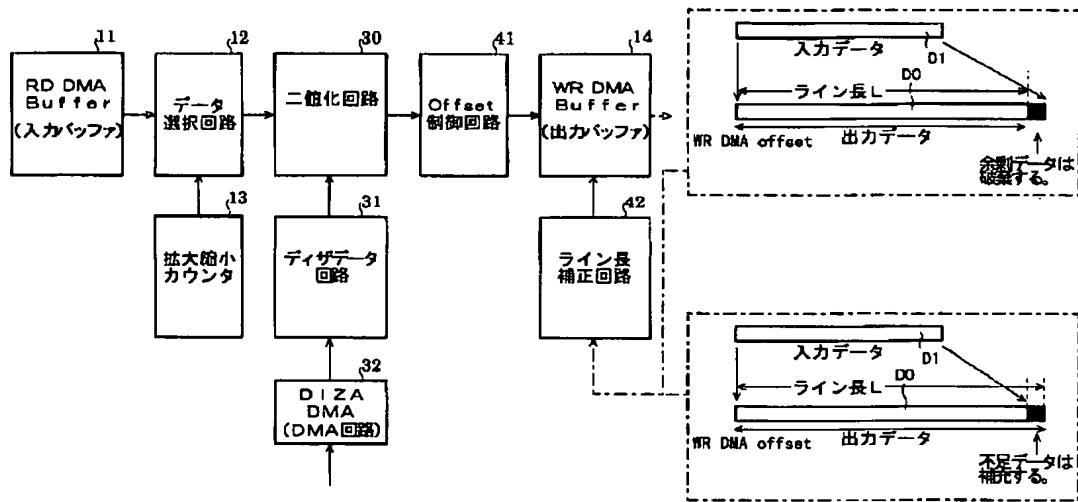 11
RD DMA
Buffer
(入力バッファ)
12
データ
選択回路
30
二値化回路
41
Offset
制御回路
14
WR DMA
Buffer
(出力バッファ)
13
拡大縮小
カウンタ
31
ディザデータ
回路
42
ライン長
補正回路
32
DIZA
DMA
(DMA回路)
入力データ
D1
D0
ライン長L
出力データ
WR DMA offset
余剰データは
破棄する。
入力データ
D1
D0
ライン長L
出力データ
WR DMA offset
不足データは
補充する。